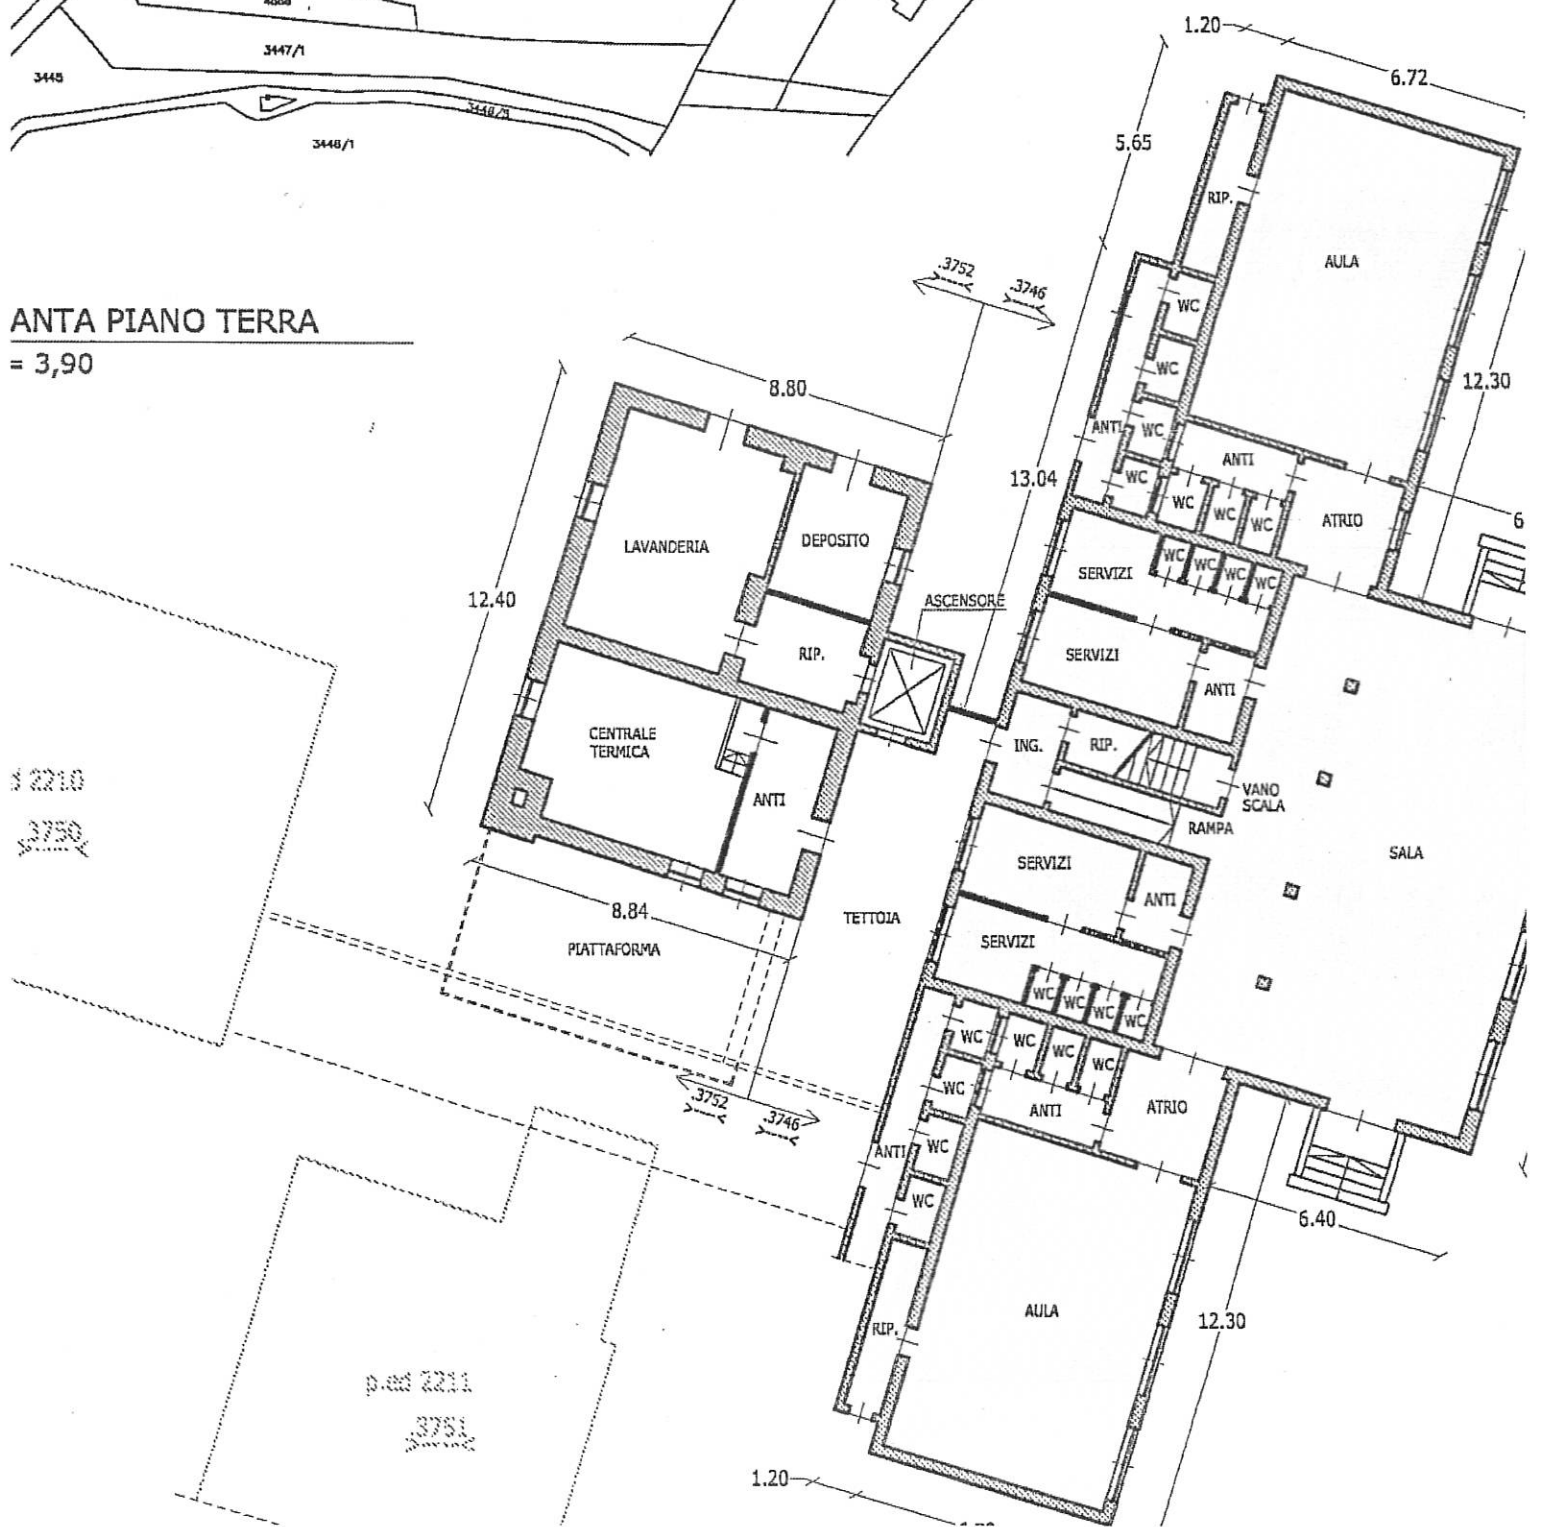 4668
3447/1
3445
3448/1
3448/1
1.20
6.72
5.65
RIP.
AULA
.3752
.3746
ANTA PIANO TERRA
= 3,90
WC
8.80
WC
12.30
ANTI
WC
ANTI
13.04
WC
WC
WC
WC
ATRIO
6
LAVANDERIA
DEPOSITO
SERVIZI
WC
WC
WC
WC
12.40
ASCENSORE
RIP.
SERVIZI
ANTI
CENTRALE
TERMICA
ING.
RIP.
d 2210
3750
ANTI
VANO
SCALA
RAMPA
SALA
SERVIZI
ANTI
8.84
TETTOIA
PIATTAFORMA
SERVIZI
WC
WC
WC
WC
WC
WC
WC
WC
WC
.3752
.3746
ANTI
ATRIO
ANTI
WC
WC
6.40
AULA
RIP.
12.30
p.ed 2211
3751
1.20